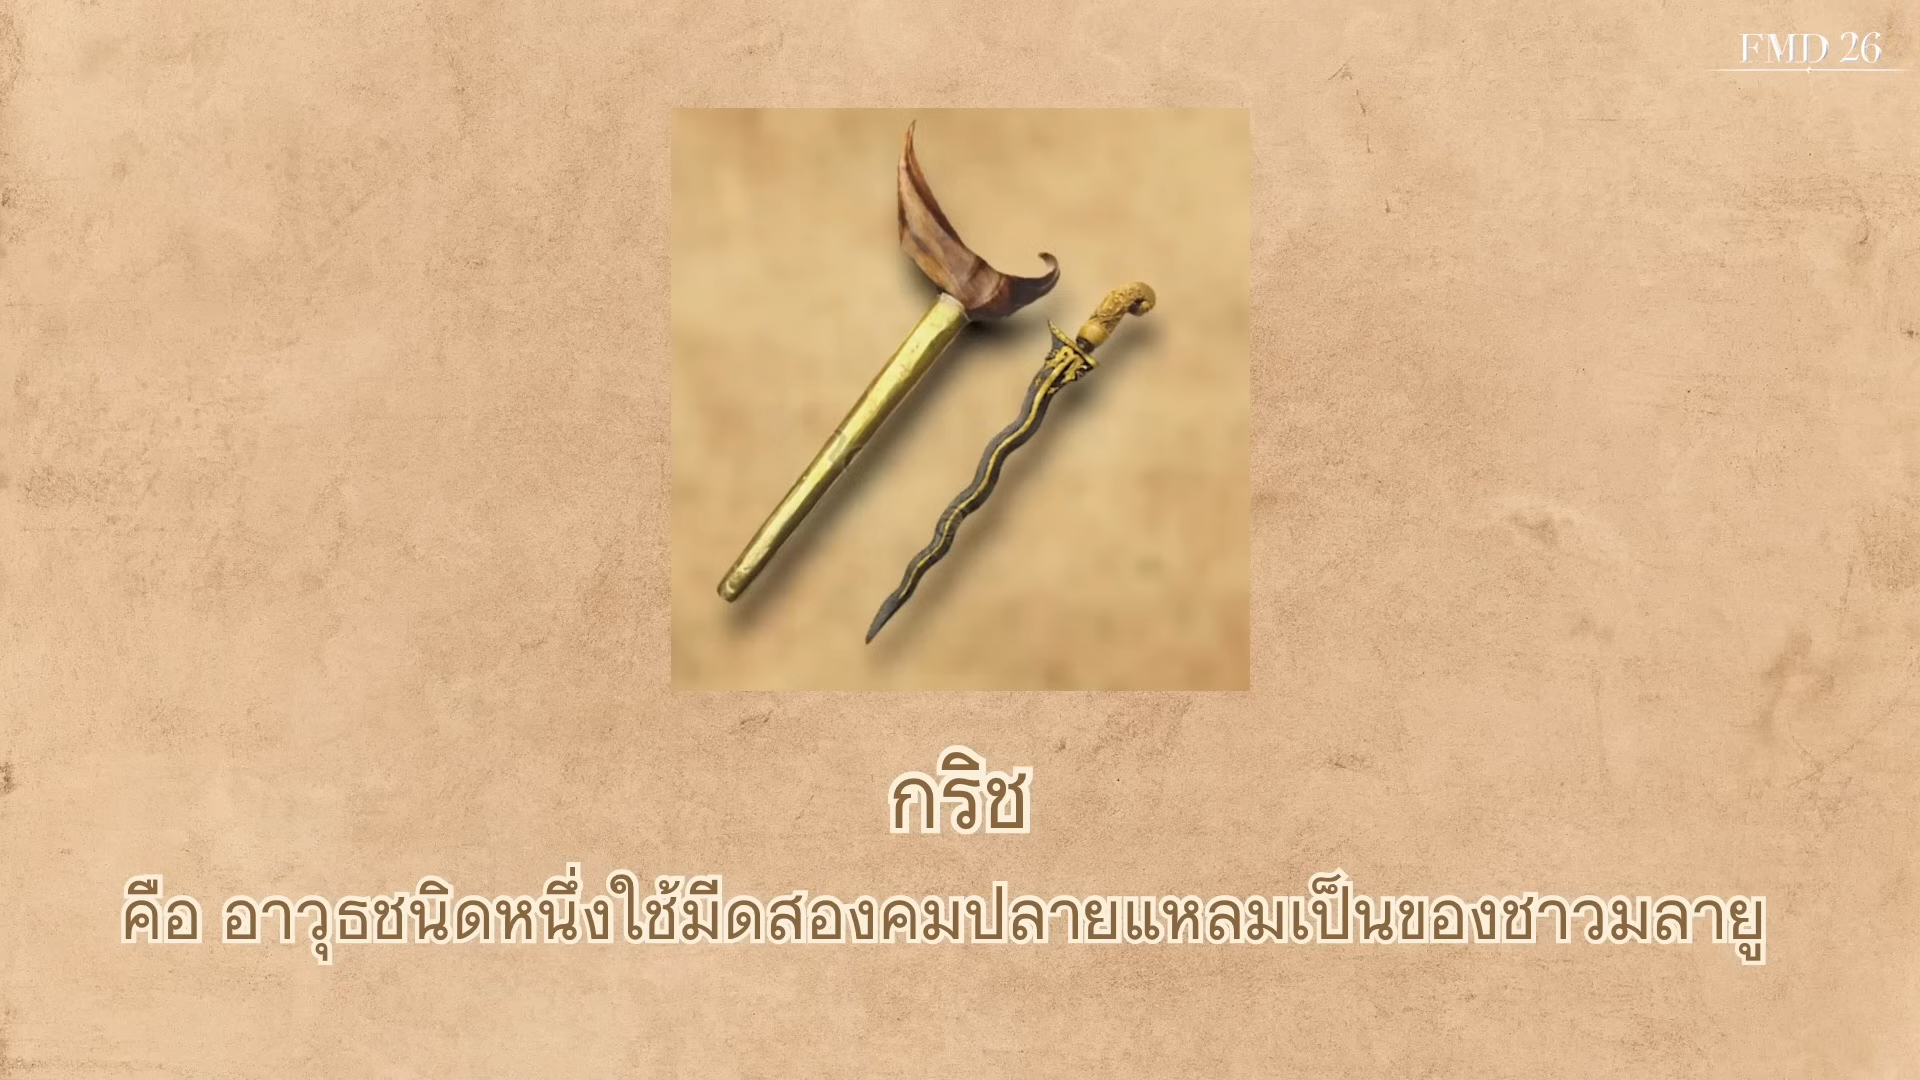 FMD 26
กริช
คือ อาวุธชนิดหนึ่งใช้มีดสองคมปลายแหลมเป็นของชาวมลายู